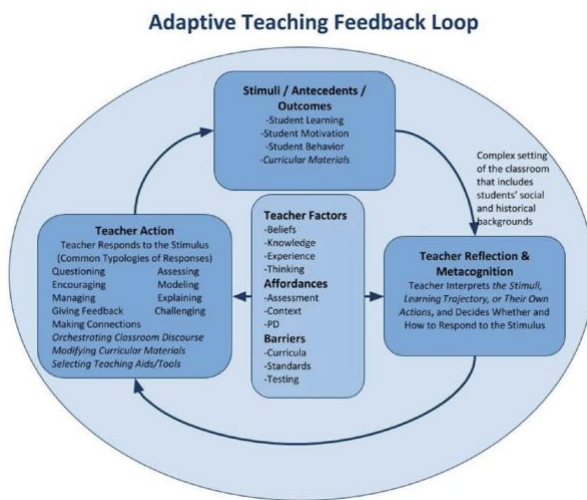 Adaptive Teaching Feedback Loop
Stimuli / Antecedents /
Outcomes
-Student Learning
-Student Motivation
-Student Behavior
-Curricular Materials
Complex setting
of the classroom
that includes
students' social
and historical
backgrounds
Teacher Action
Teacher Responds to the Stimulus
(Common Typologies of Responses)
Questioning Assessing
Encouraging Modeling
Managing Explaining
Giving Feedback Challenging
Making Connections
Orchestrating Classroom Discourse
Modifying Curricular Materials
Selecting Teaching Aids/Tools
Teacher Factors
-Beliefs
-Knowledge
-Experience
-Thinking
Affordances
-Assessment
-Context
-PD
Barriers
-Curricula
-Standards
-Testing
Teacher Reflection &
Metacognition
Teacher Interprets the Stimuli,
Learning Trajectory, or Their Own
Actions, and Decides Whether and
How to Respond to the Stimulus